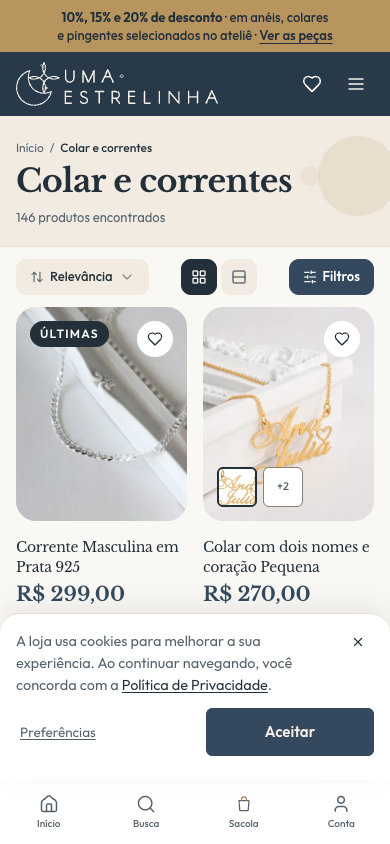 10%, 15% e 20% de desconto · em anéis, colares
e pingentes selecionados no ateliê · Ver as peças
UMA
ESTRELINHA
Início / Colar e correntes
Colar e correntes
146 produtos encontrados
Relevância
Filtros
ÚLTIMAS
Ana
Julia
+2
Corrente Masculina em
Prata 925
R$ 299,00
Colar com dois nomes e
coração Pequena
R$ 270,00
A loja usa cookies para melhorar a sua
experiência. Ao continuar navegando, você
concorda com a Política de Privacidade.
Preferências
Aceitar
Início
Busca
Sacola
Conta